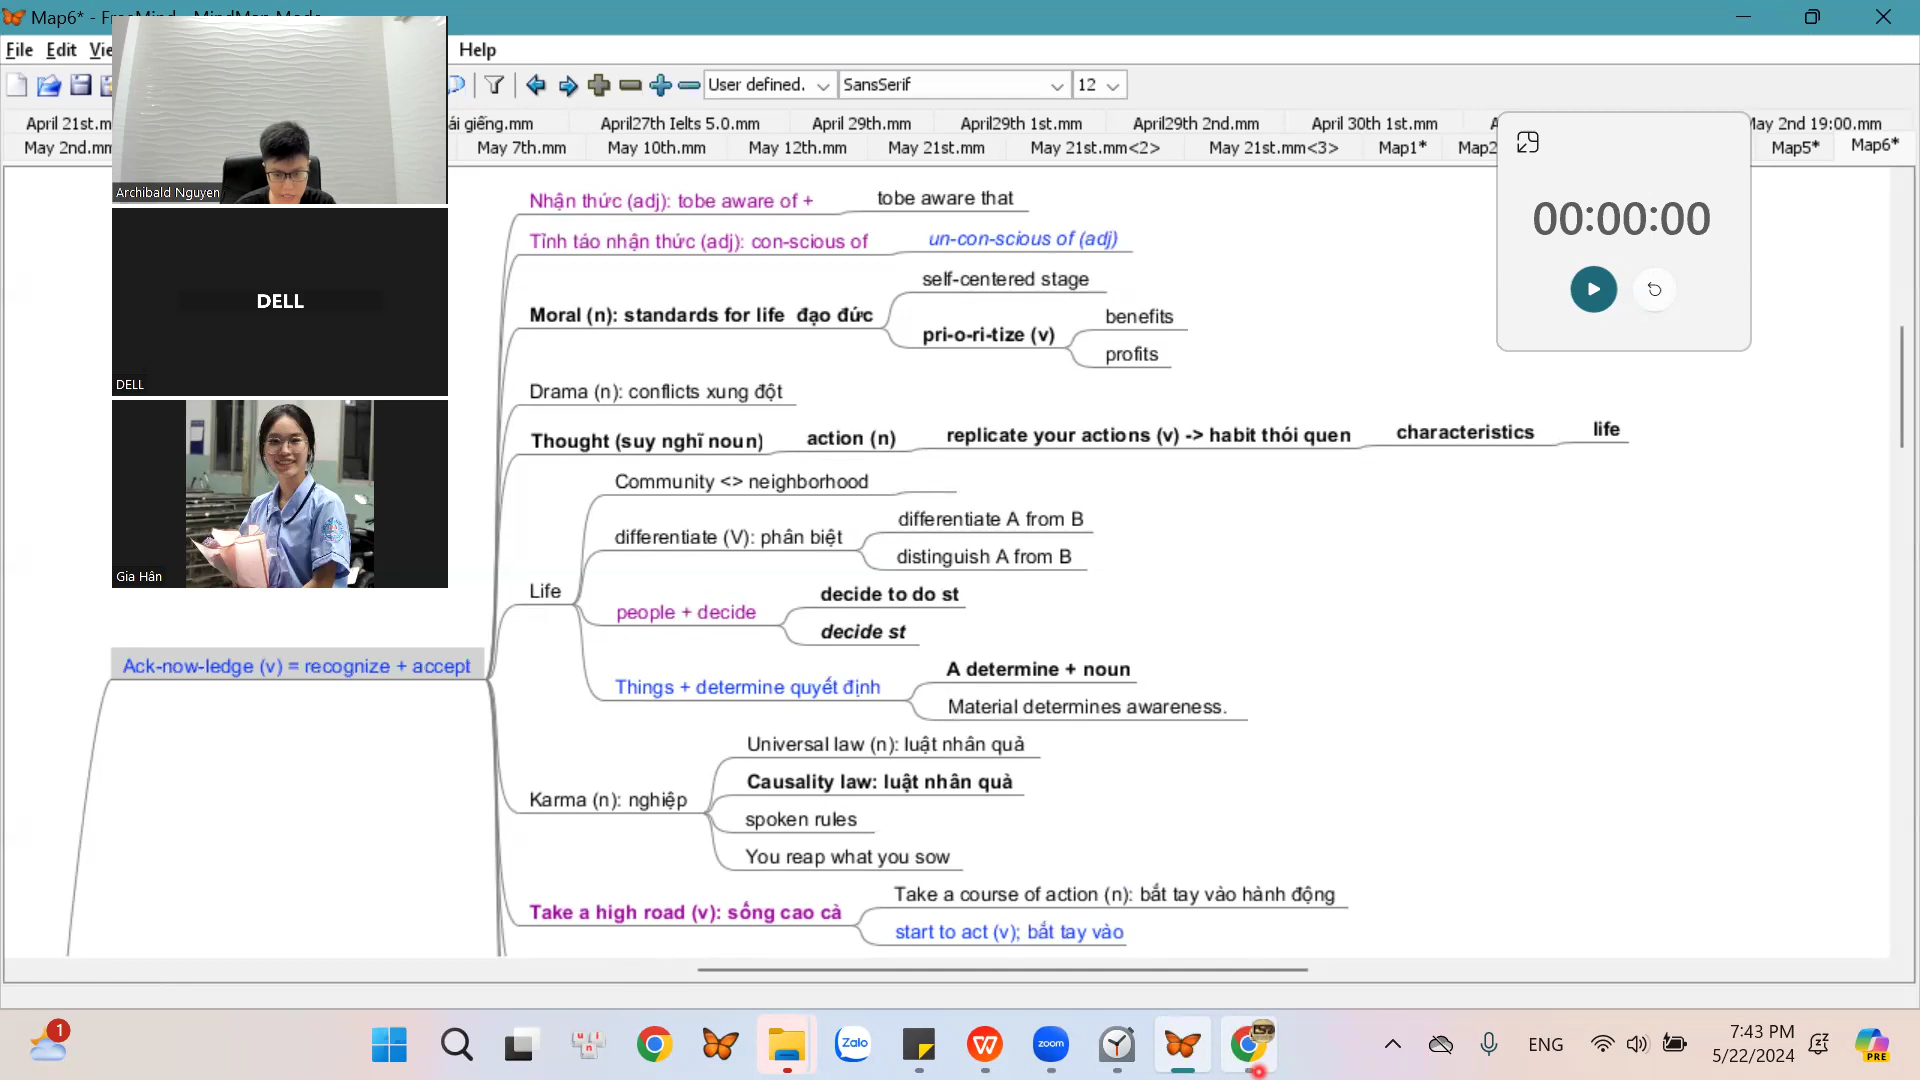 Map6* - FreeMind - MindMap Mode
File Edit Help
User defined. SansSerif 12
April 21st.m ái giếng.mm April27th Ielts 5.0.mm April 29th.mm April29th 1st.mm April29th 2nd.mm April 30th 1st.mm May 2nd 19:00.mm
May 2nd.mm May 7th.mm May 10th.mm May 12th.mm May 21st.mm May 21st.mm<2> May 21st.mm<3> Map1* Map2 Map5* Map6*
Archibald Nguyen
DELL
DELL
Gia Hân
00:00:00
Ack-now-ledge (v) = recognize + accept
Nhận thức (adj): tobe aware of +
tobe aware that
Tỉnh táo nhận thức (adj): con-scious of
un-con-scious of (adj)
Moral (n): standards for life đạo đức
self-centered stage
pri-o-ri-tize (v)
benefits
profits
Drama (n): conflicts xung đột
Thought (suy nghĩ noun)
action (n)
replicate your actions (v) -> habit thói quen
characteristics
life
Life
Community <> neighborhood
differentiate (V): phân biệt
differentiate A from B
distinguish A from B
people + decide
decide to do st
decide st
Things + determine quyết định
A determine + noun
Material determines awareness.
Karma (n): nghiệp
Universal law (n): luật nhân quả
Causality law: luật nhân quả
spoken rules
You reap what you sow
Take a high road (v): sống cao cả
Take a course of action (n): bắt tay vào hành động
start to act (v); bắt tay vào
1
Zalo
zoom
ENG
7:43 PM
5/22/2024
PRE